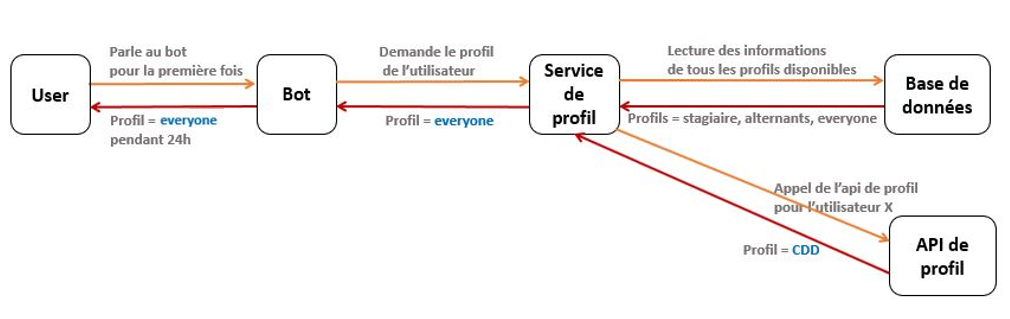 User
Parle au bot
pour la première fois
Profil = everyone
pendant 24h
Bot
Demande le profil
de l’utilisateur
Profil = everyone
Service
de
profil
Lecture des informations
de tous les profils disponibles
Profils = stagiaire, alternants, everyone
Base de
données
Appel de l’api de profil
pour l’utilisateur X
Profil = CDD
API de
profil